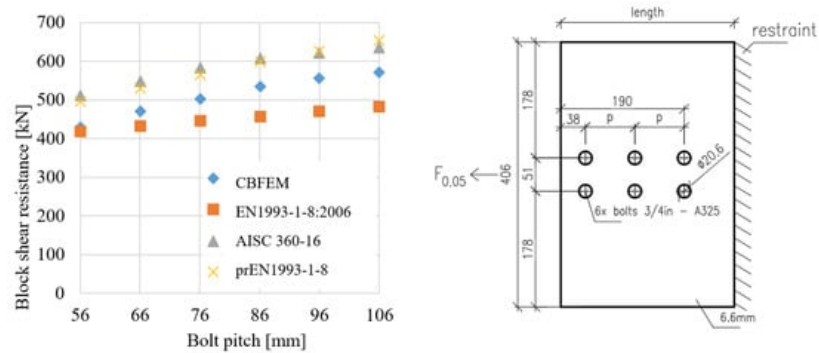 700
600
500
400
300
200
100
0
Block shear resistance [kN]
CBFEM
EN1993-1-8:2006
AISC 360-16
prEN1993-1-8
56 66 76 86 96 106
Bolt pitch [mm]
length
restraint
178
190
38 P P
ø20.6
F0,05
406
51
6x bolts 3/4in - A325
178
6,6mm